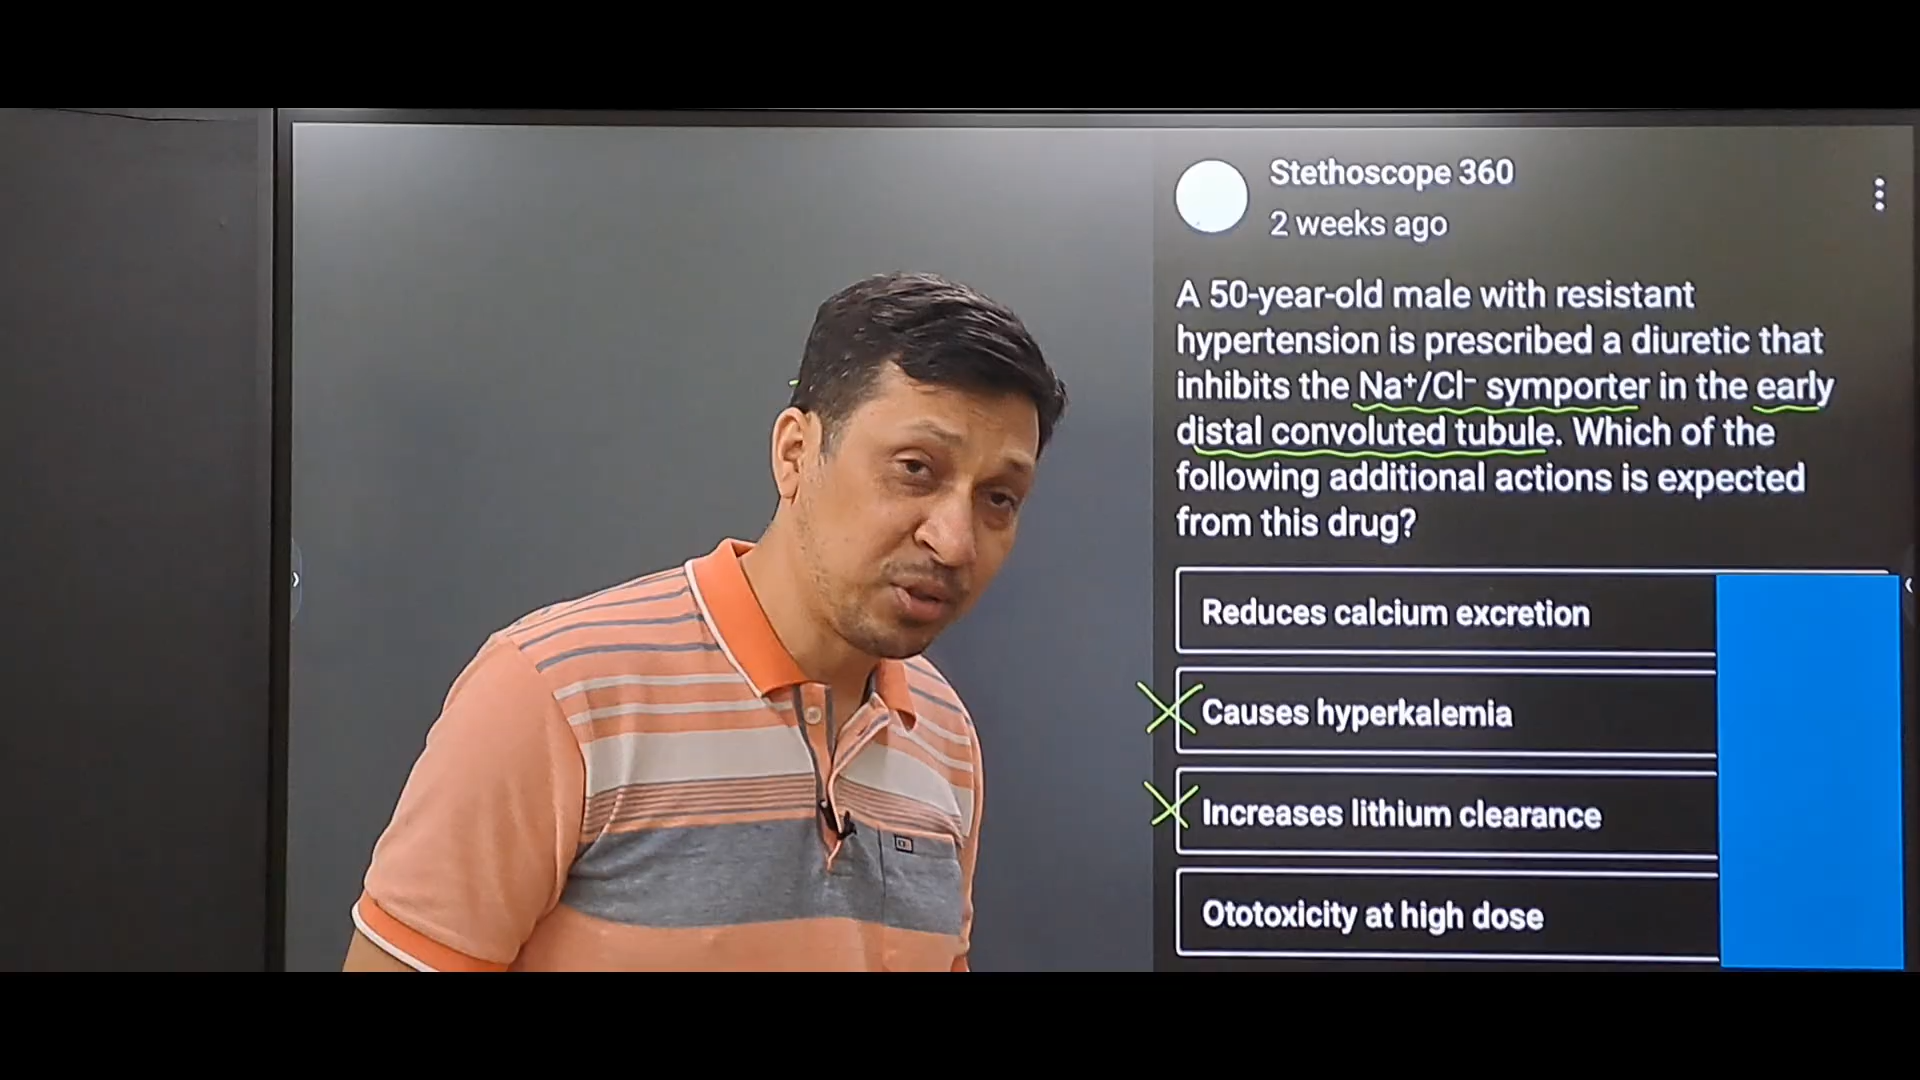 Stethoscope 360
2 weeks ago
A 50-year-old male with resistant
hypertension is prescribed a diuretic that
inhibits the Na⁺/Cl⁻ symporter in the early
distal convoluted tubule. Which of the
following additional actions is expected
from this drug?
Reduces calcium excretion
Causes hyperkalemia
Increases lithium clearance
Ototoxicity at high dose